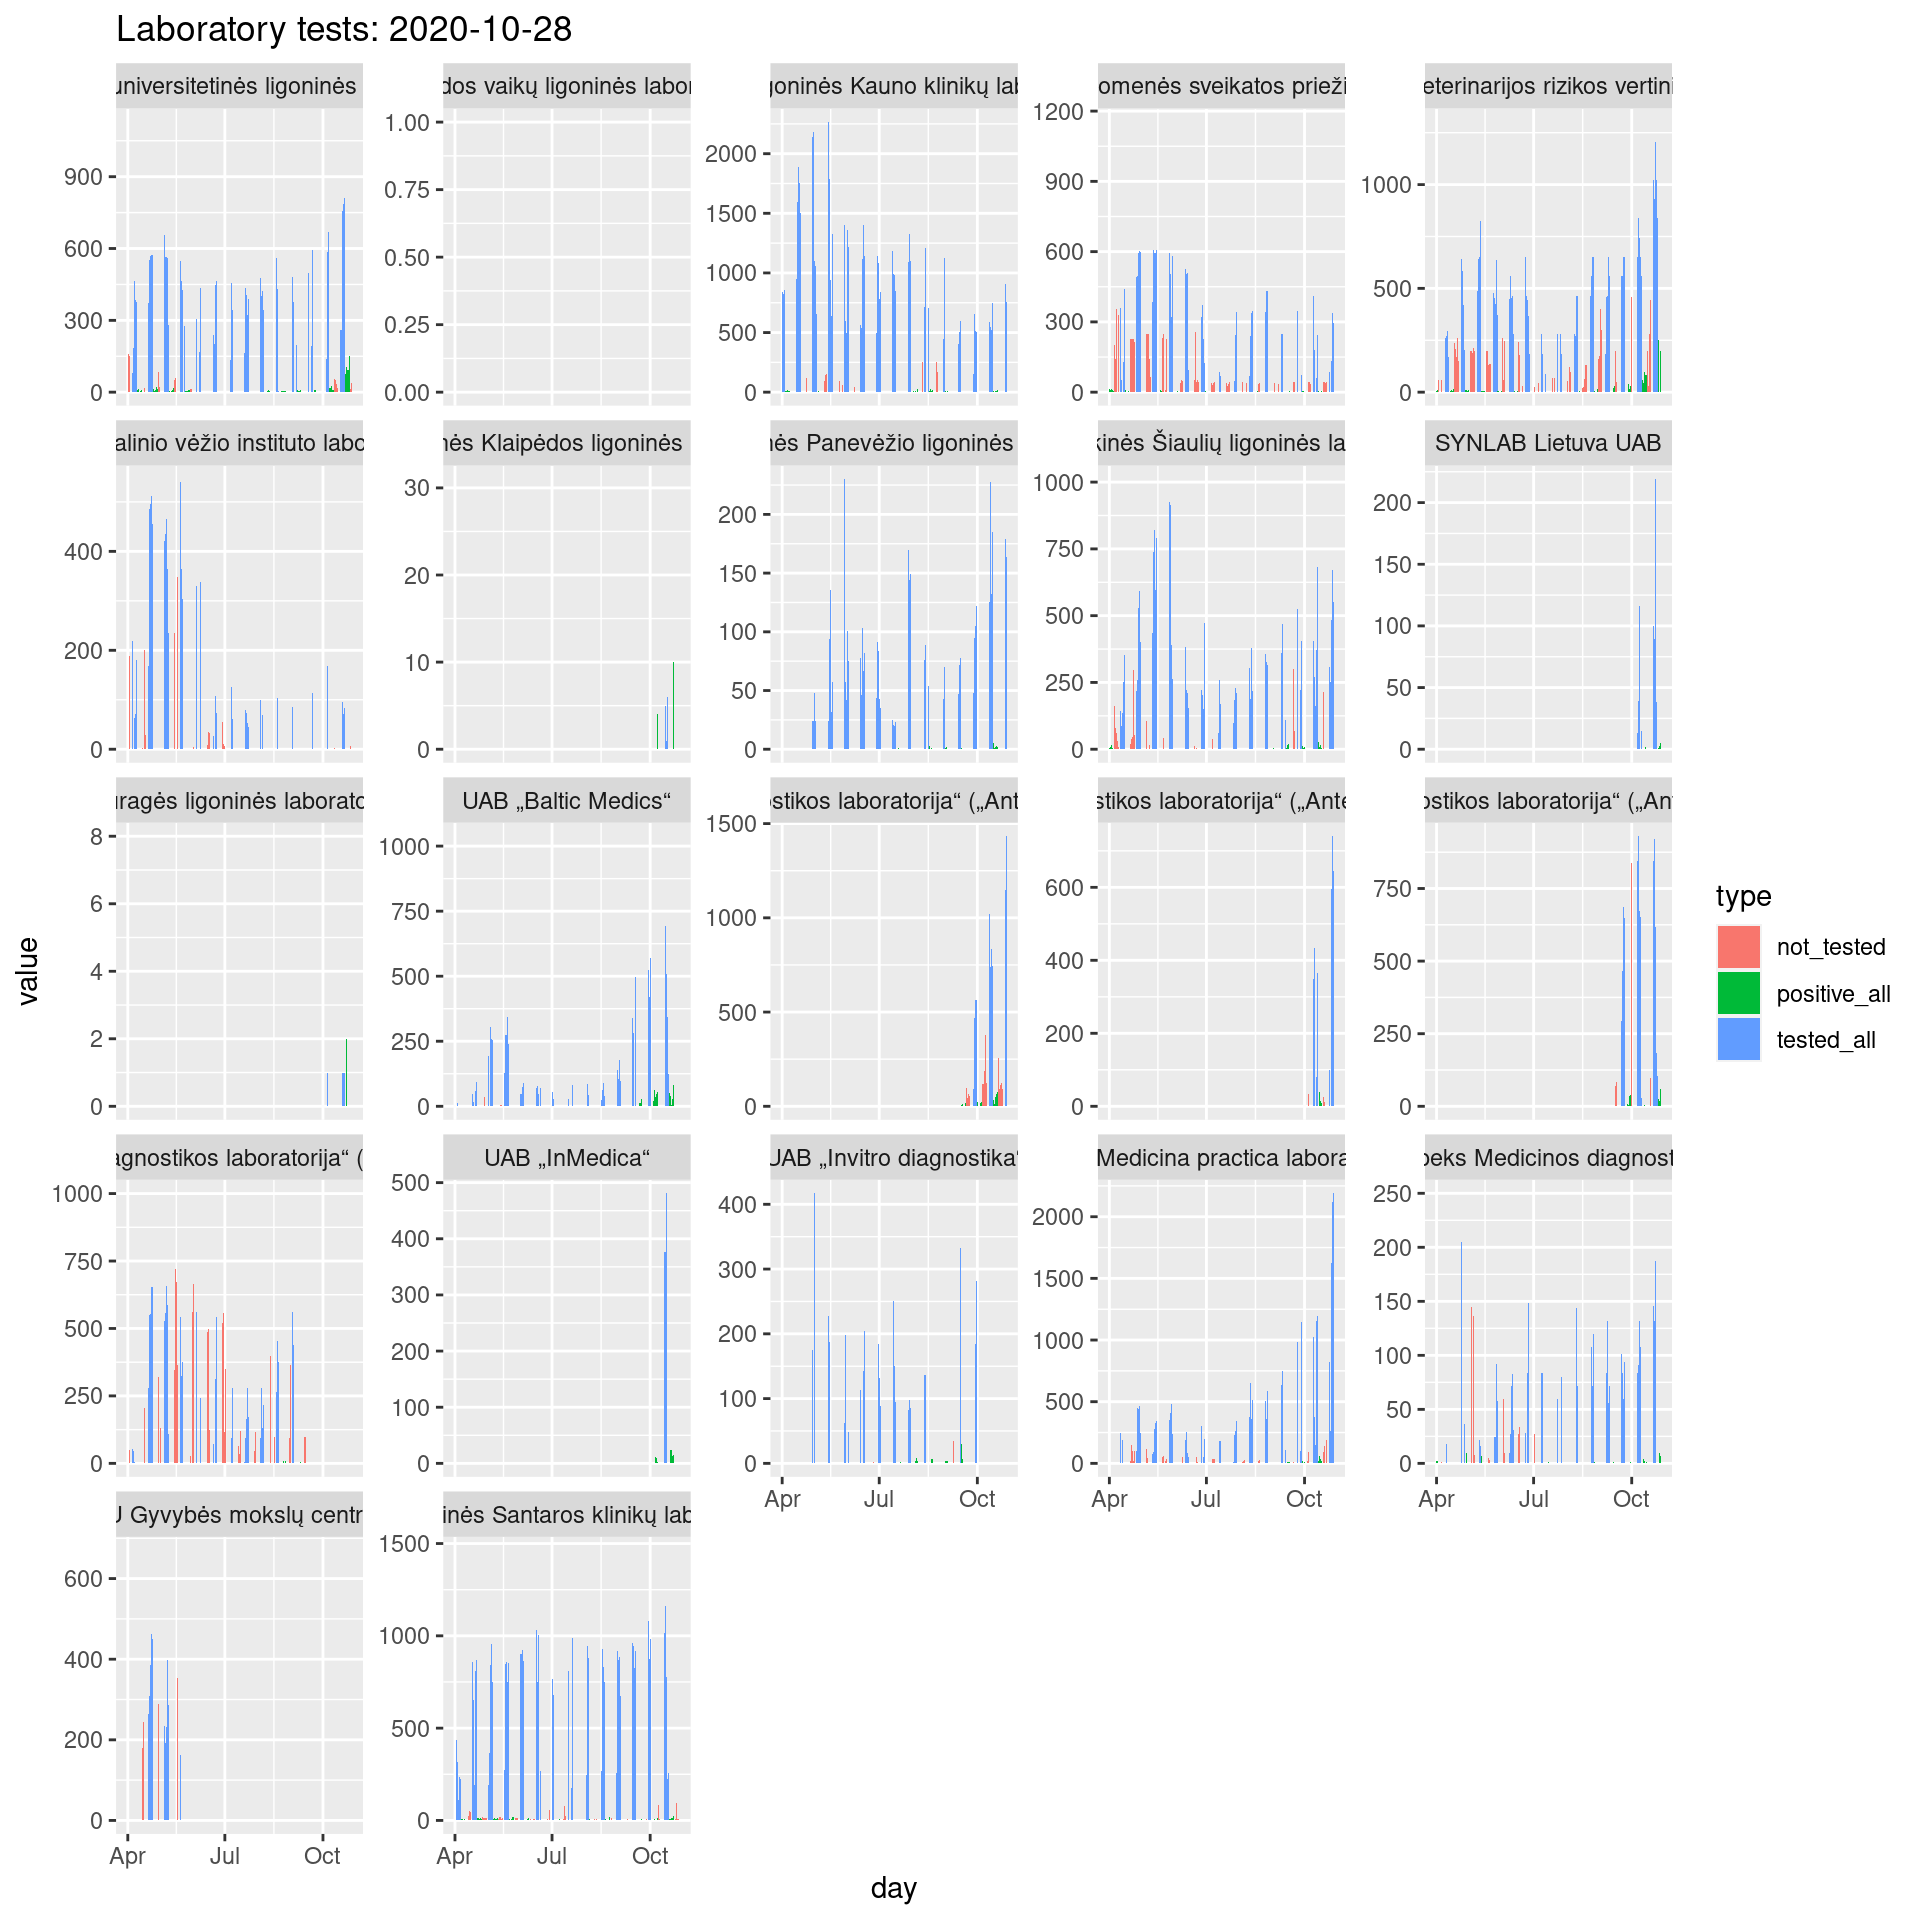 Laboratory tests: 2020-10-28
universitetinės ligoninės
dos vaikų ligoninės labor
goninės Kauno klinikų lab
omenės sveikatos prieži
eterinarijos rizikos vertini
900
600
300
0
1.00
0.75
0.50
0.25
0.00
2000
1500
1000
500
0
1200
900
600
300
0
1000
500
0
alinio vėžio instituto labo
nės Klaipėdos ligoninės
nės Panevėžio ligoninės
kinės Šiaulių ligoninės la
SYNLAB Lietuva UAB
400
200
0
30
20
10
0
200
150
100
50
0
1000
750
500
250
0
200
150
100
50
0
uragės ligoninės laborato
UAB „Baltic Medics“
ostikos laboratorija“ („Ant
stikos laboratorija“ („Ante
ostikos laboratorija“ („An
8
6
4
2
0
1000
750
500
250
0
1500
1000
500
0
600
400
200
0
750
500
250
0
agnostikos laboratorija“ (
UAB „InMedica“
UAB „Invitro diagnostika“
Medicina practica labora
beks Medicinos diagnost
1000
750
500
250
0
500
400
300
200
100
0
400
300
200
100
0
Apr Jul Oct
2000
1500
1000
500
0
Apr Jul Oct
250
200
150
100
50
0
Apr Jul Oct
U Gyvybės mokslų centr
inės Santaros klinikų lab
600
400
200
0
Apr Jul Oct
1500
1000
500
0
Apr Jul Oct
day
value
type
not_tested
positive_all
tested_all